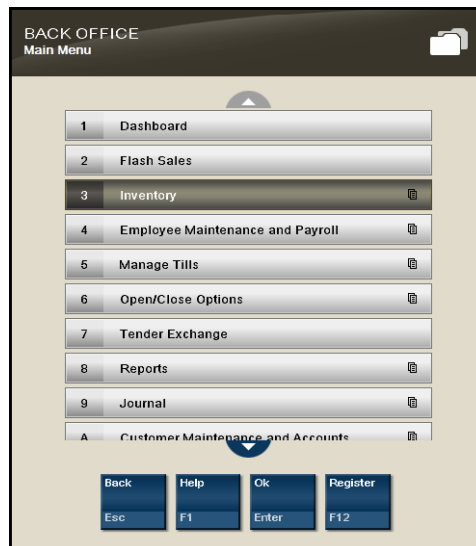 BACK OFFICE
Main Menu
1 Dashboard
2 Flash Sales
3 Inventory
4 Employee Maintenance and Payroll
5 Manage Tills
6 Open/Close Options
7 Tender Exchange
8 Reports
9 Journal
A Customer Maintenance and Accounts
Back Help Ok Register
Esc F1 Enter F12